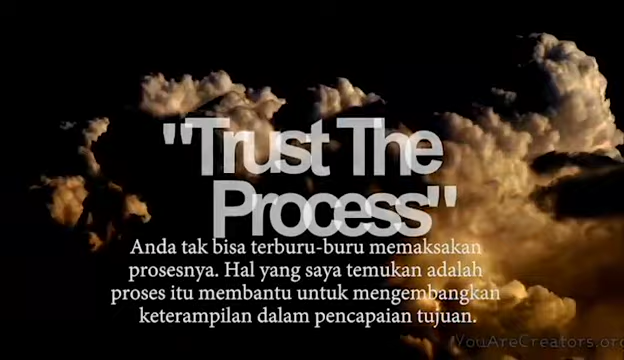 "Trust The
Process"
Anda tak bisa terburu-buru memaksakan
prosesnya. Hal yang saya temukan adalah
proses itu membantu untuk mengembangkan
keterampilan dalam pencapaian tujuan.
YouAreCreators.org